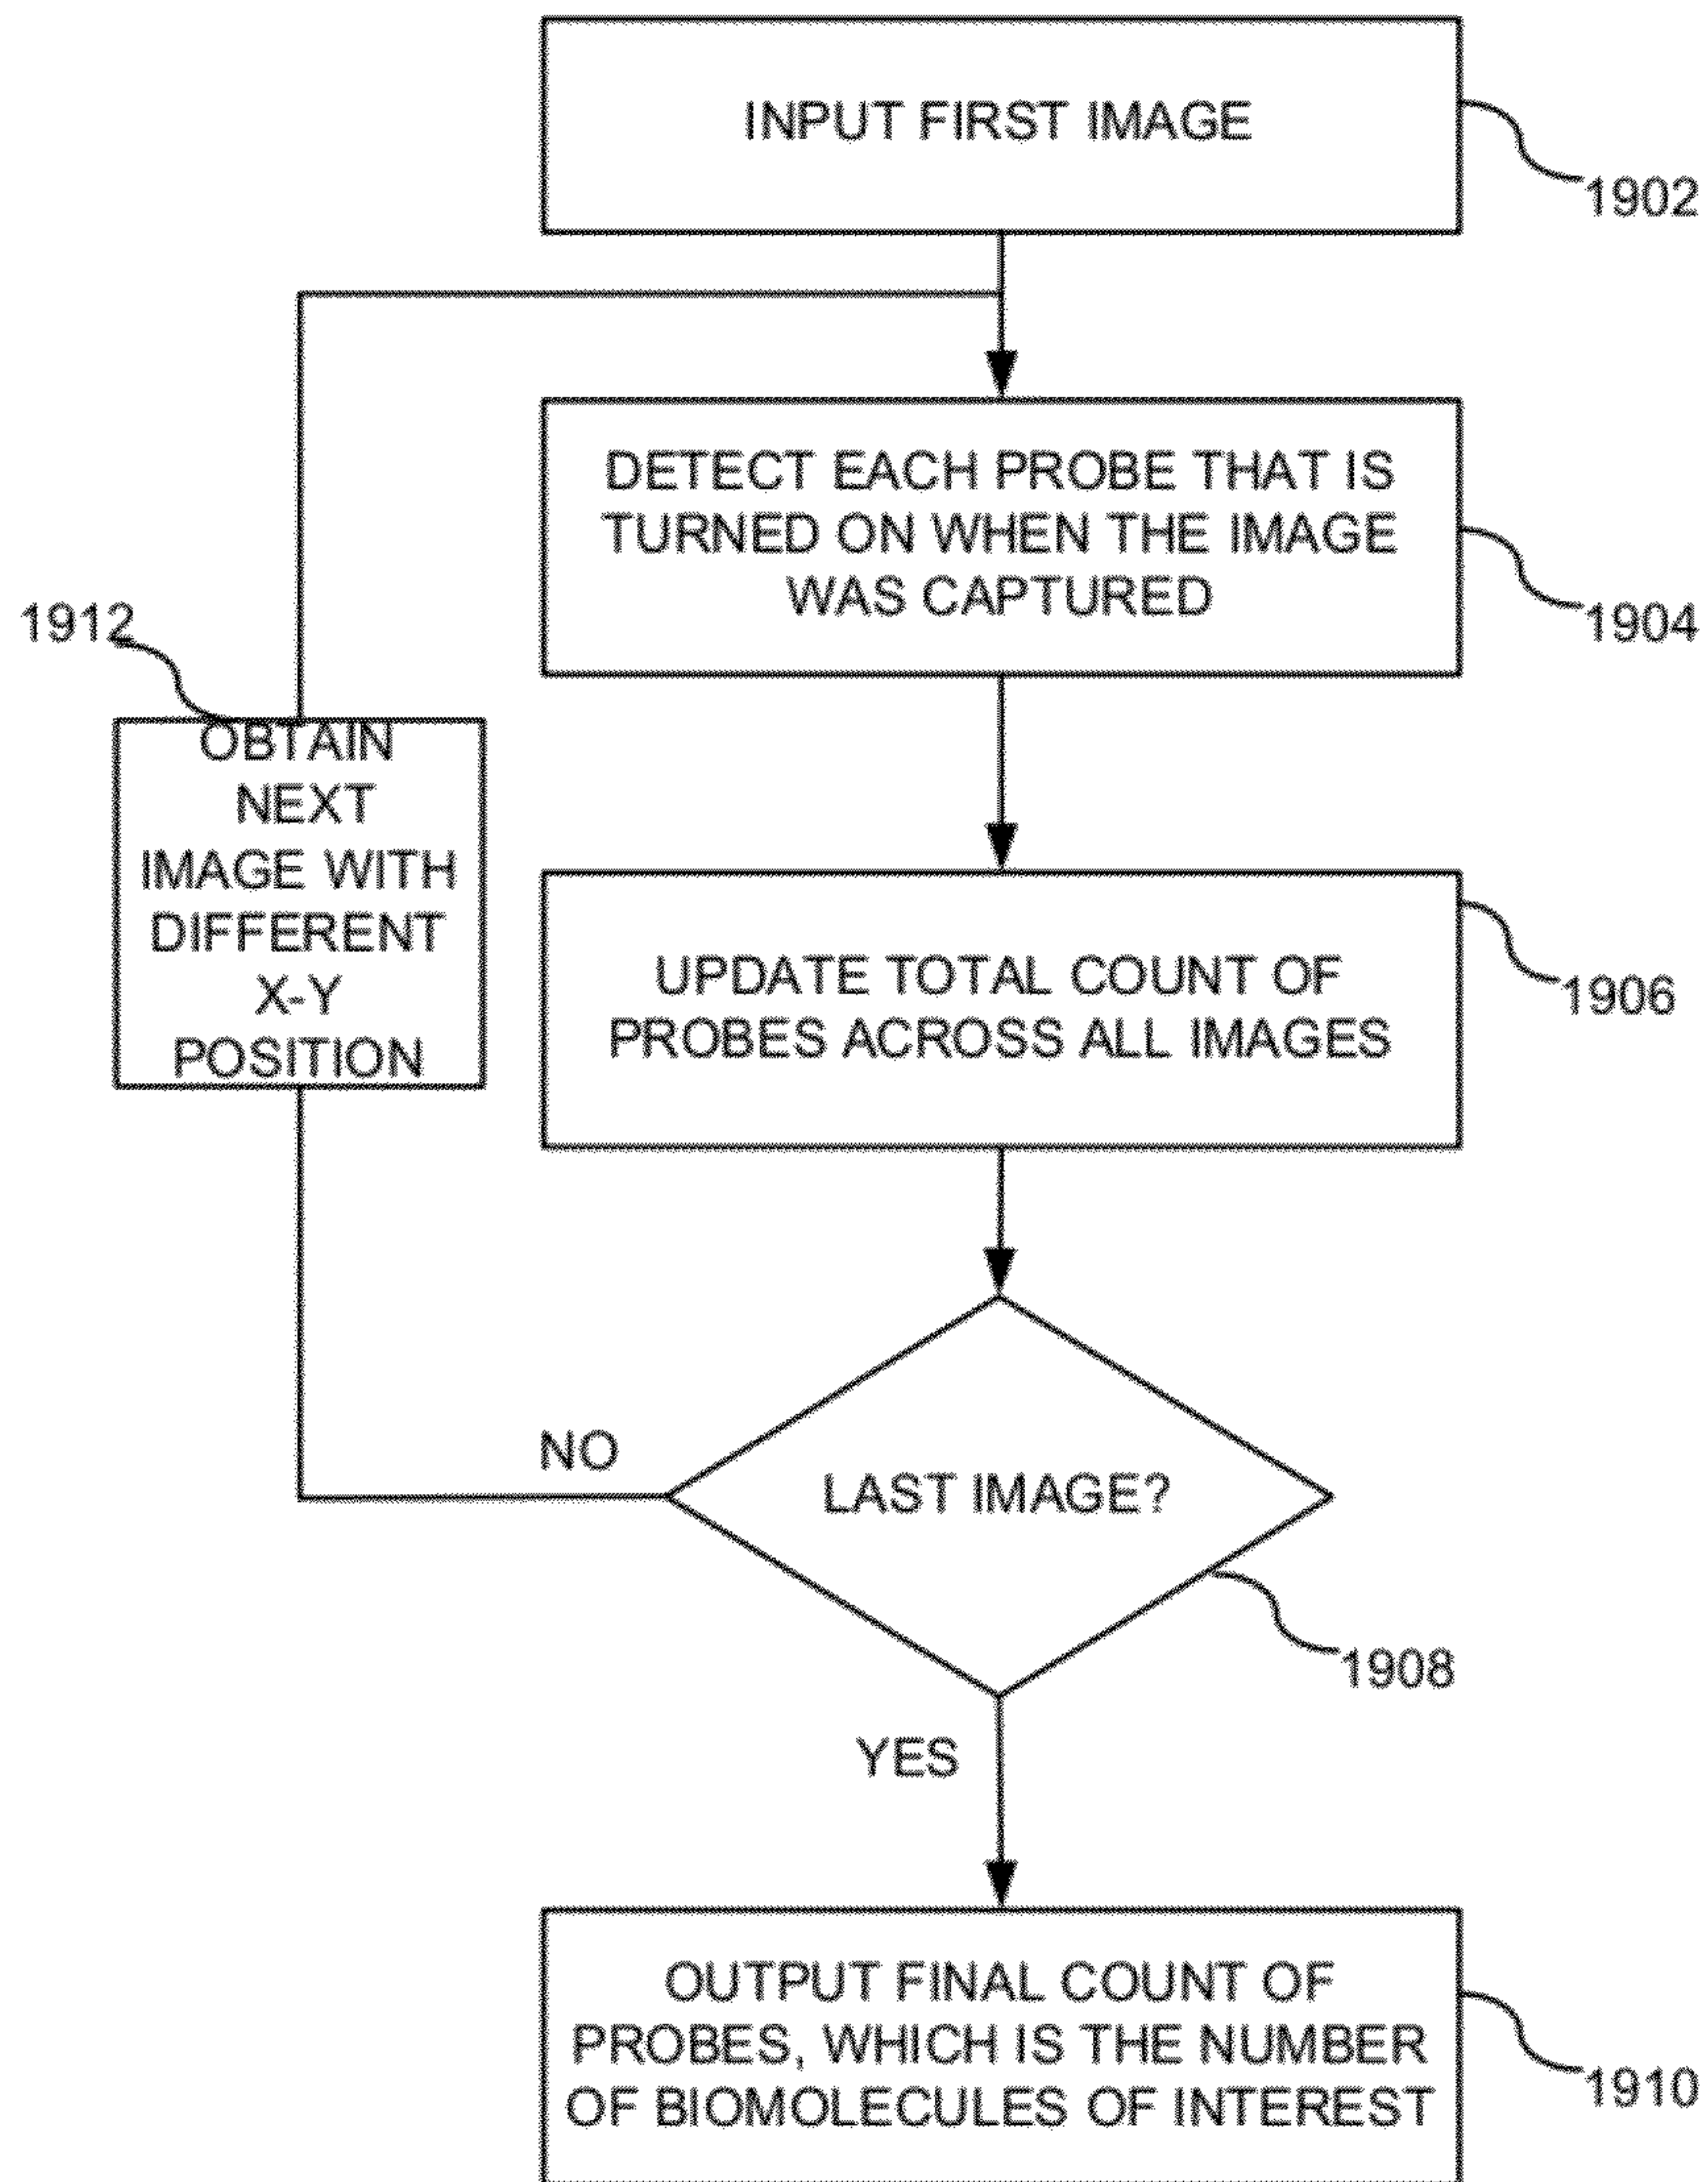 INPUT FIRST IMAGE
1902
DETECT EACH PROBE THAT IS
TURNED ON WHEN THE IMAGE
WAS CAPTURED
1904
1912
OBTAIN
NEXT
IMAGE WITH
DIFFERENT
X-Y
POSITION
UPDATE TOTAL COUNT OF
PROBES ACROSS ALL IMAGES
1906
NO
LAST IMAGE?
1908
YES
OUTPUT FINAL COUNT OF
PROBES, WHICH IS THE NUMBER
OF BIOMOLECULES OF INTEREST
1910